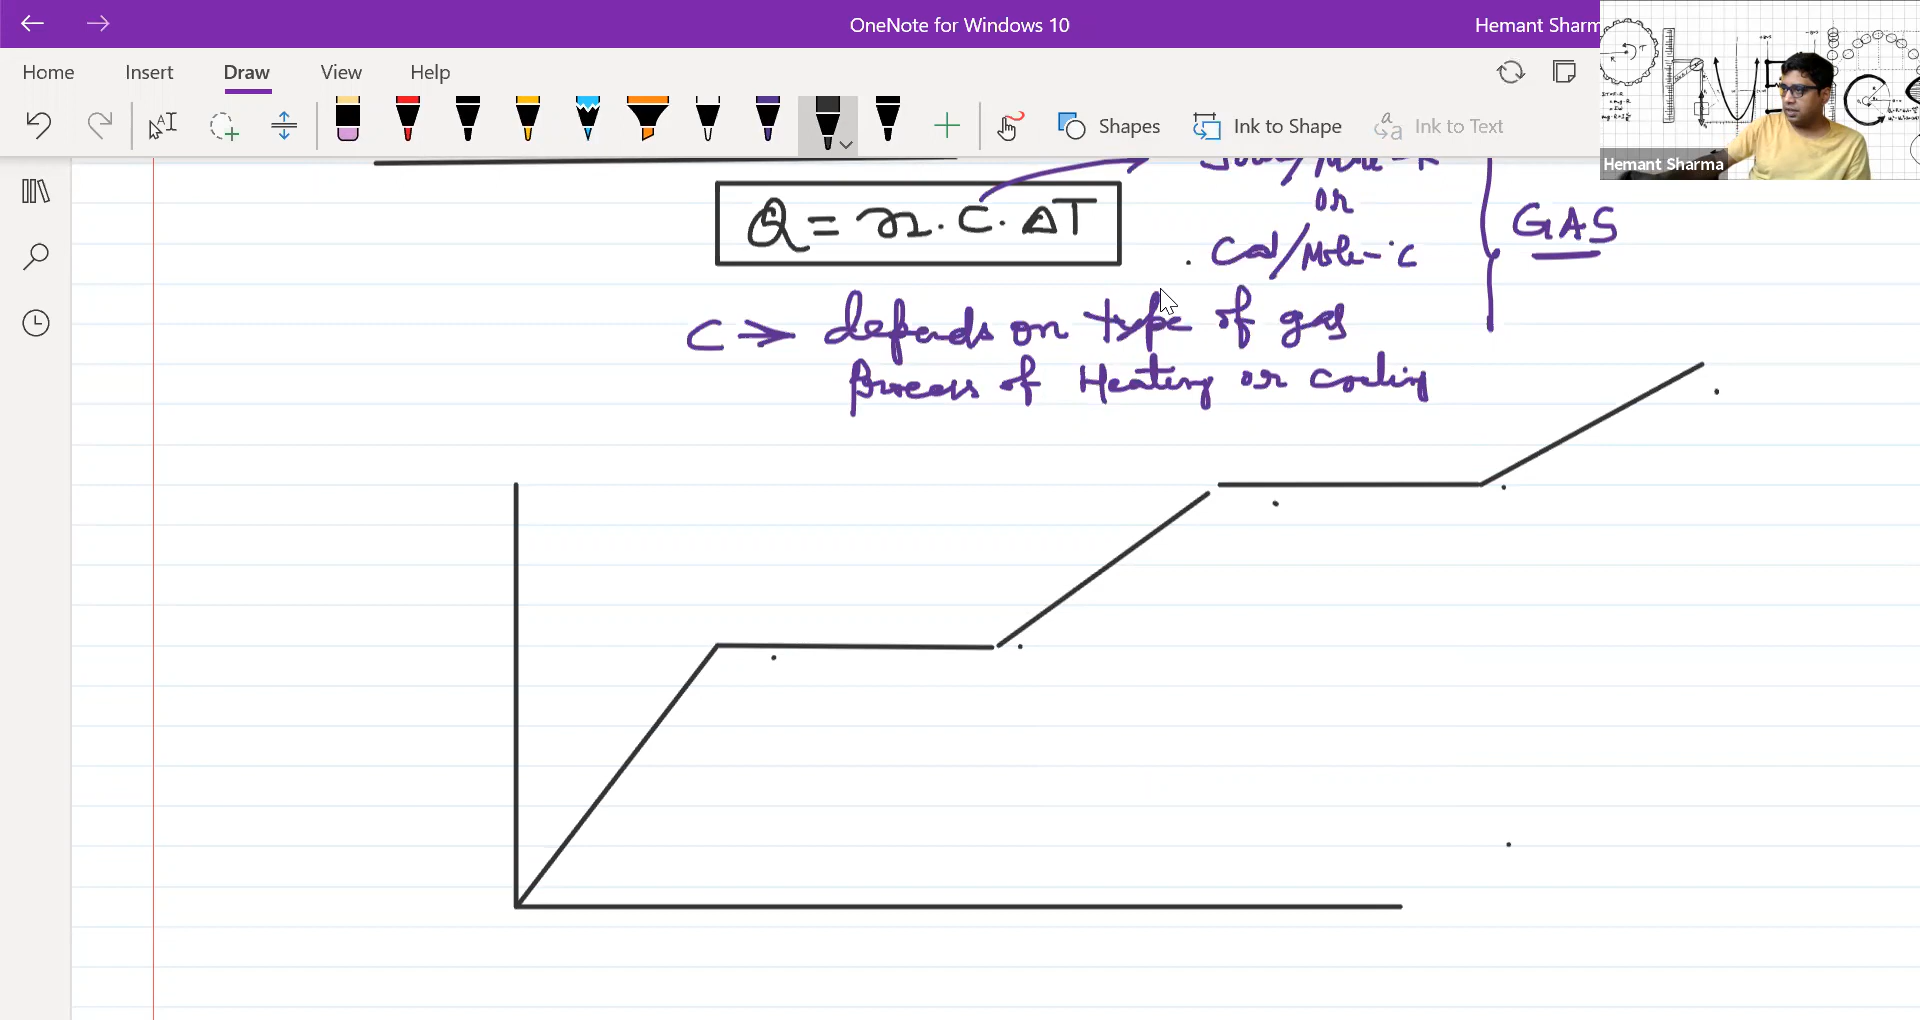 OneNote for Windows 10
Hemant Sharm
Home Insert Draw View Help
Shapes
Ink to Shape
Ink to Text
Hemant Sharma
Q = n. C. ΔT
or
Cal/Mole-°C
GAS
C → depends on type of gas
Process of Heating or cooling